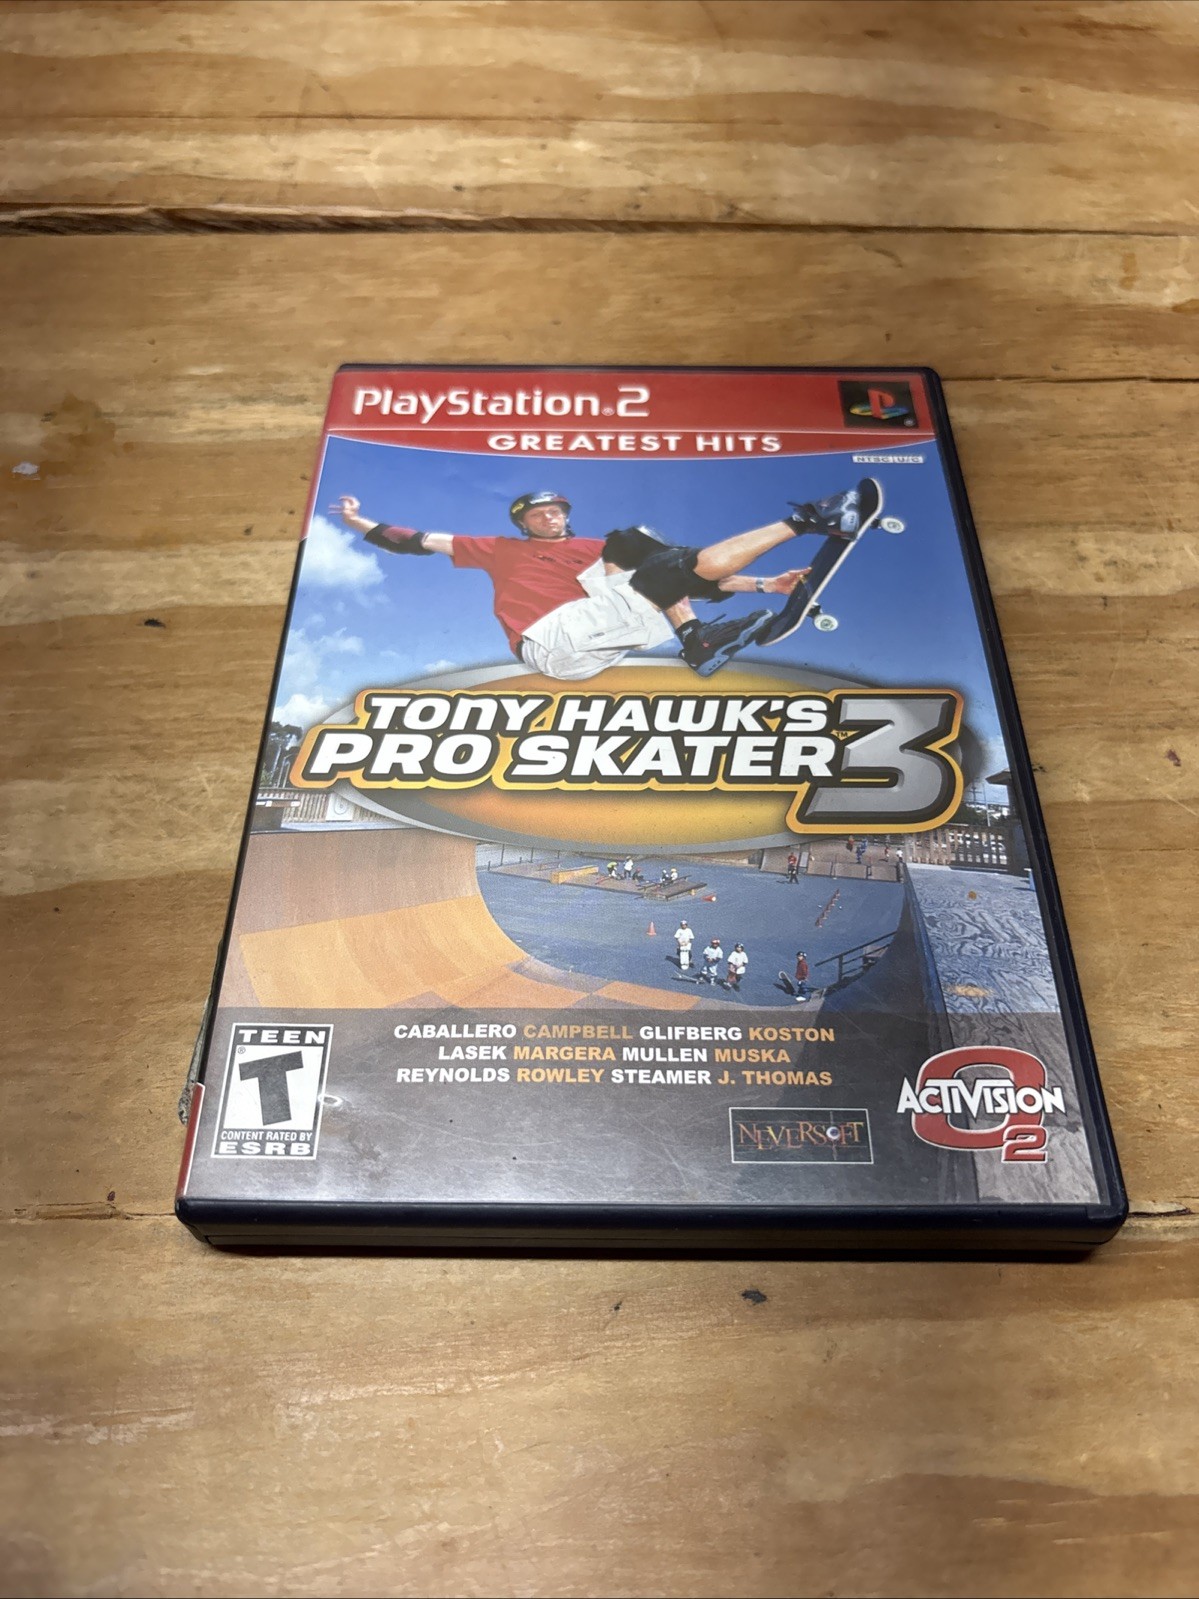 PlayStation®2
GREATEST HITS
NTSC U/C
TONY HAWK'S
PRO SKATER™ 3
CABALLERO CAMPBELL GLIFBERG KOSTON
LASEK MARGERA MULLEN MUSKA
REYNOLDS ROWLEY STEAMER J. THOMAS
TEEN
T
CONTENT RATED BY
ESRB
NEVERSOFT
ACTIVISION
O2